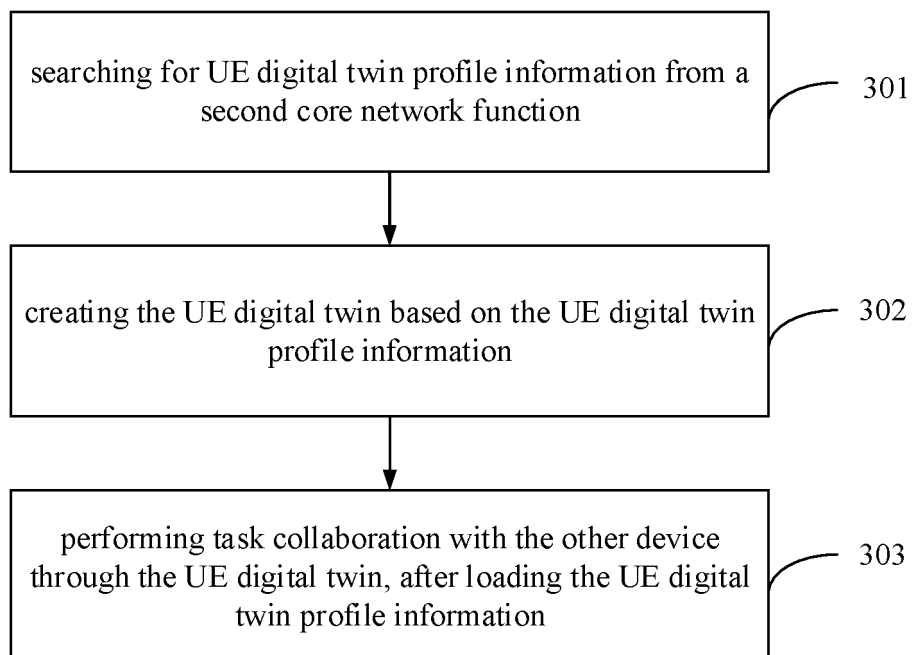 searching for UE digital twin profile information from a
second core network function
301
creating the UE digital twin based on the UE digital twin
profile information
302
performing task collaboration with the other device
through the UE digital twin, after loading the UE digital
twin profile information
303